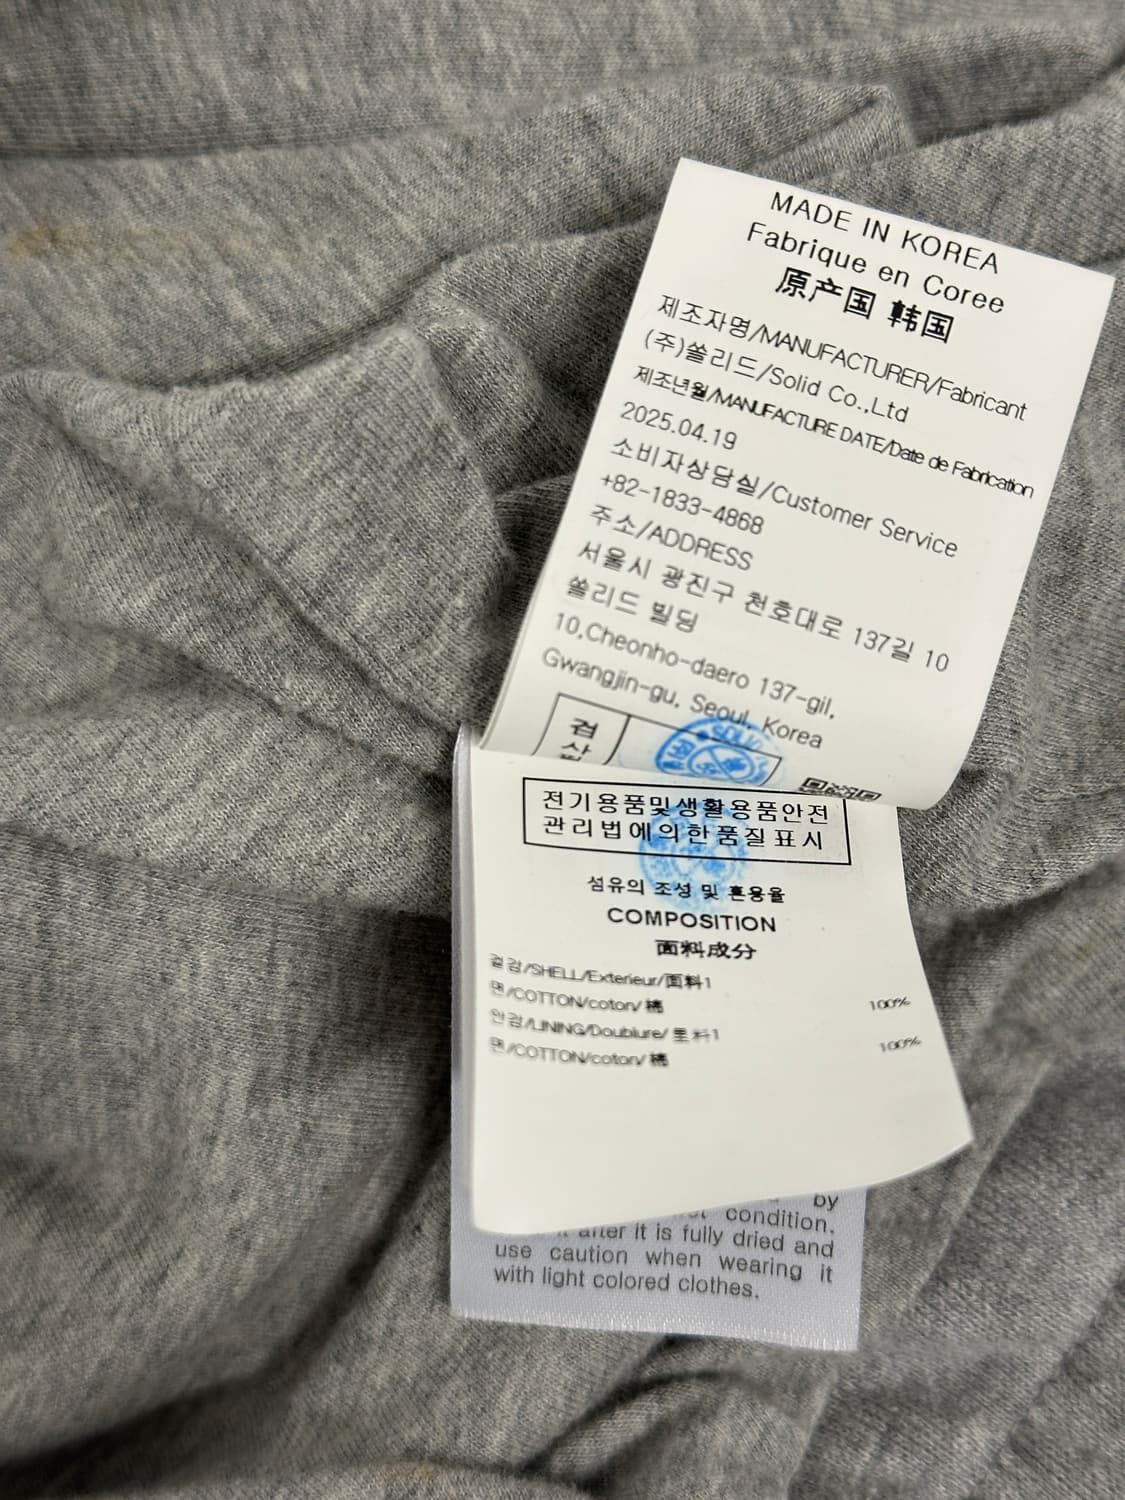 MADE IN KOREA
Fabrique en Coree
原产国 韩国
제조자명/MANUFACTURER/Fabricant
(주)쏠리드/Solid Co.,Ltd
제조년월/MANUFACTURE DATE/Date de Fabrication
2025.04.19
소비자상담실/Customer Service
+82-1833-4868
주소/ADDRESS
서울시 광진구 천호대로 137길 10
쏠리드 빌딩
10,Cheonho-daero 137-gil,
Gwangjin-gu, Seoul, Korea
검
사
SOLID
전기용품및생활용품안전
관리법에의한품질표시
섬유의 조성 및 혼용율
COMPOSITION
面料成分
겉감/SHELL/Exterieur/面料1
면/COTTON/coton/棉 100%
안감/LINING/Doublure/里料1
면/COTTON/coton/棉 100%
by
condition.
after it is fully dried and
use caution when wearing it
with light colored clothes.